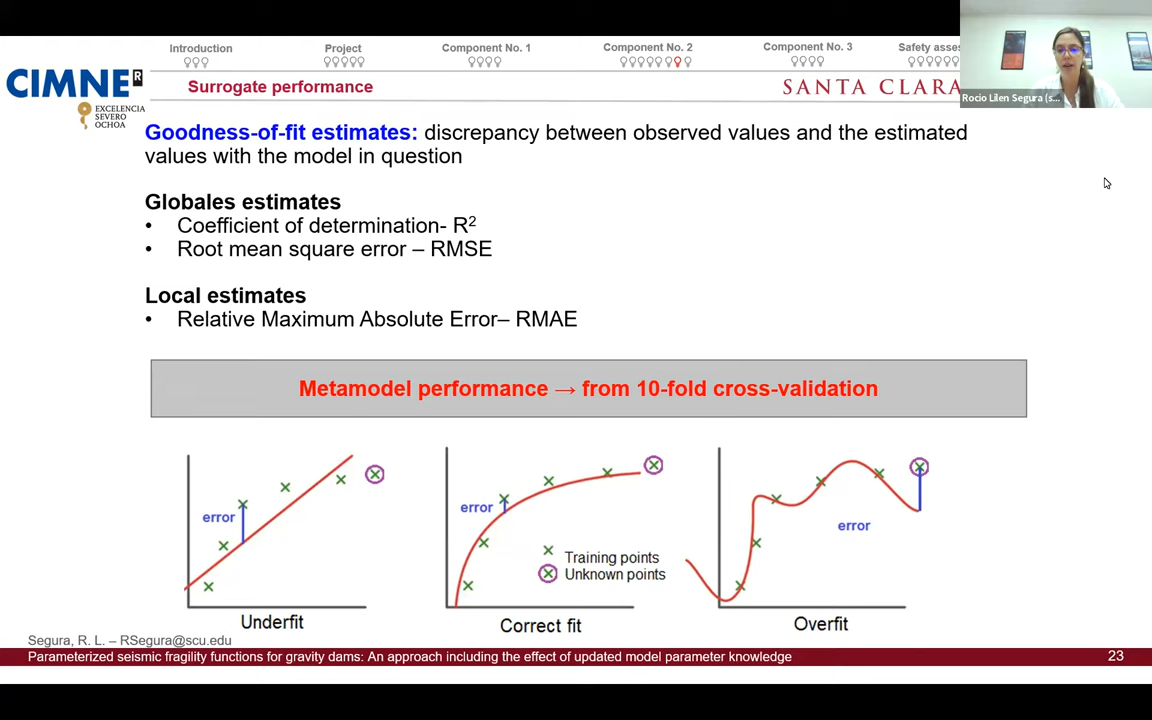 Introduction
Project
Component No. 1
Component No. 2
Component No. 3
Safety asses
CIMNE R
EXCELENCIA
SEVERO
OCHOA
Surrogate performance
SANTA CLARA
Rocio Lilen Segura (s...
Goodness-of-fit estimates: discrepancy between observed values and the estimated
values with the model in question
Globales estimates
• Coefficient of determination- R²
• Root mean square error – RMSE
Local estimates
• Relative Maximum Absolute Error– RMAE
Metamodel performance → from 10-fold cross-validation
error
Underfit
error
Training points
Unknown points
Correct fit
error
Overfit
Segura, R. L. – RSegura@scu.edu
Parameterized seismic fragility functions for gravity dams: An approach including the effect of updated model parameter knowledge
23